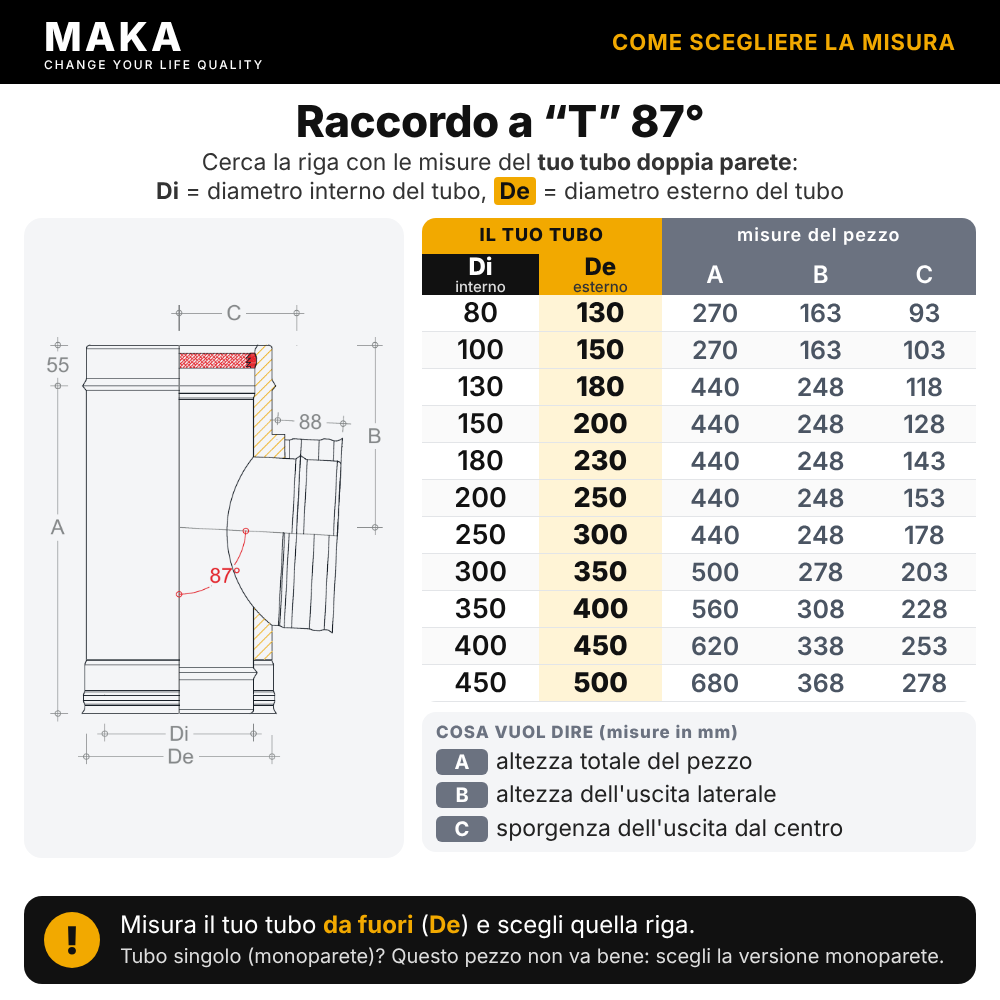 MAKA
CHANGE YOUR LIFE QUALITY
COME SCEGLIERE LA MISURA
Raccordo a “T” 87°
Cerca la riga con le misure del tuo tubo doppia parete:
Di = diametro interno del tubo, De = diametro esterno del tubo
C
55
88
B
A
87°
Di
De
IL TUO TUBO misure del pezzo
Di De A B C
interno esterno
80 130 270 163 93
100 150 270 163 103
130 180 440 248 118
150 200 440 248 128
180 230 440 248 143
200 250 440 248 153
250 300 440 248 178
300 350 500 278 203
350 400 560 308 228
400 450 620 338 253
450 500 680 368 278
COSA VUOL DIRE (misure in mm)
A altezza totale del pezzo
B altezza dell'uscita laterale
C sporgenza dell'uscita dal centro
! Misura il tuo tubo da fuori (De) e scegli quella riga.
Tubo singolo (monoparete)? Questo pezzo non va bene: scegli la versione monoparete.